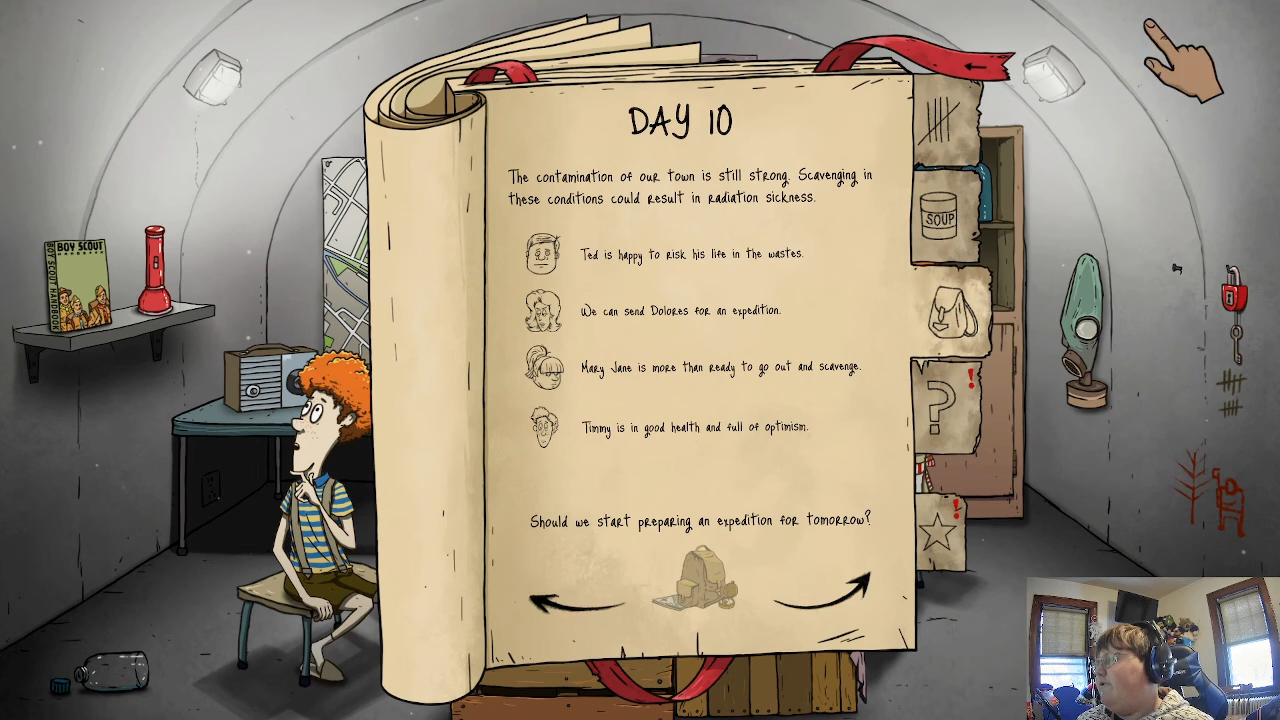 DAY 10
The contamination of our town is still strong. Scavenging in
these conditions could result in radiation sickness.
Ted is happy to risk his life in the wastes.
We can send Dolores for an expedition.
Mary Jane is more than ready to go out and scavenge.
Timmy is in good health and full of optimism.
Should we start preparing an expedition for tomorrow?
SOUP
?
!
!
BOY SCOUT
BOY SCOUT HANDBOOK